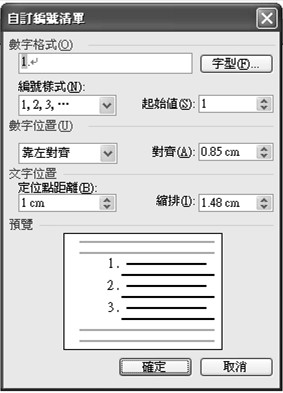 自訂編號清單
數字格式(O)
1.↵
字型(F)...
編號樣式(N):
1, 2, 3, … 起始值(S): 1
數字位置(U)
靠左對齊 對齊(A): 0.85 cm
文字位置
定位點距離(B):
1 cm 縮排(I): 1.48 cm
預覽
1.
2.
3.
確定 取消